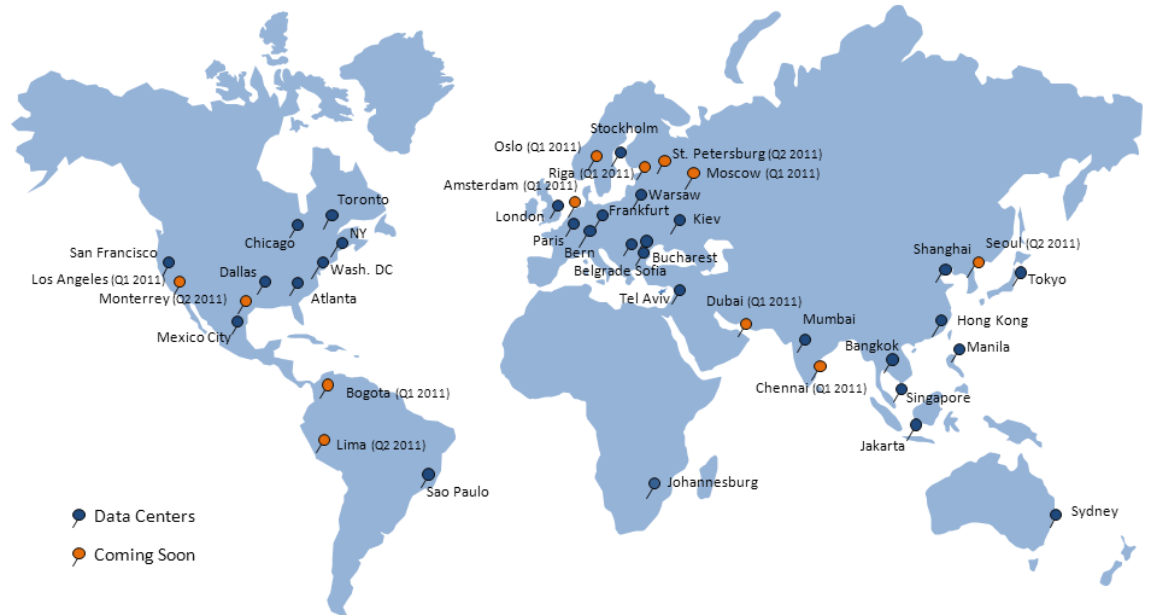 Stockholm
Oslo (Q1 2011)
St. Petersburg (Q2 2011)
Riga (Q1 2011)
Moscow (Q1 2011)
Amsterdam (Q1 2011)
Warsaw
Toronto
Frankfurt
London
Kiev
NY
Chicago
Paris
Bern
San Francisco
Shanghai
Seoul (Q2 2011)
Bucharest
Wash. DC
Belgrade Sofia
Los Angeles (Q1 2011)
Dallas
Tokyo
Monterrey (Q2 2011)
Atlanta
Tel Aviv
Dubai (Q1 2011)
Mumbai
Hong Kong
Mexico City
Bangkok
Manila
Chennai (Q1 2011)
Bogota (Q1 2011)
Singapore
Lima (Q2 2011)
Jakarta
Johannesburg
Sao Paulo
Sydney
Data Centers
Coming Soon